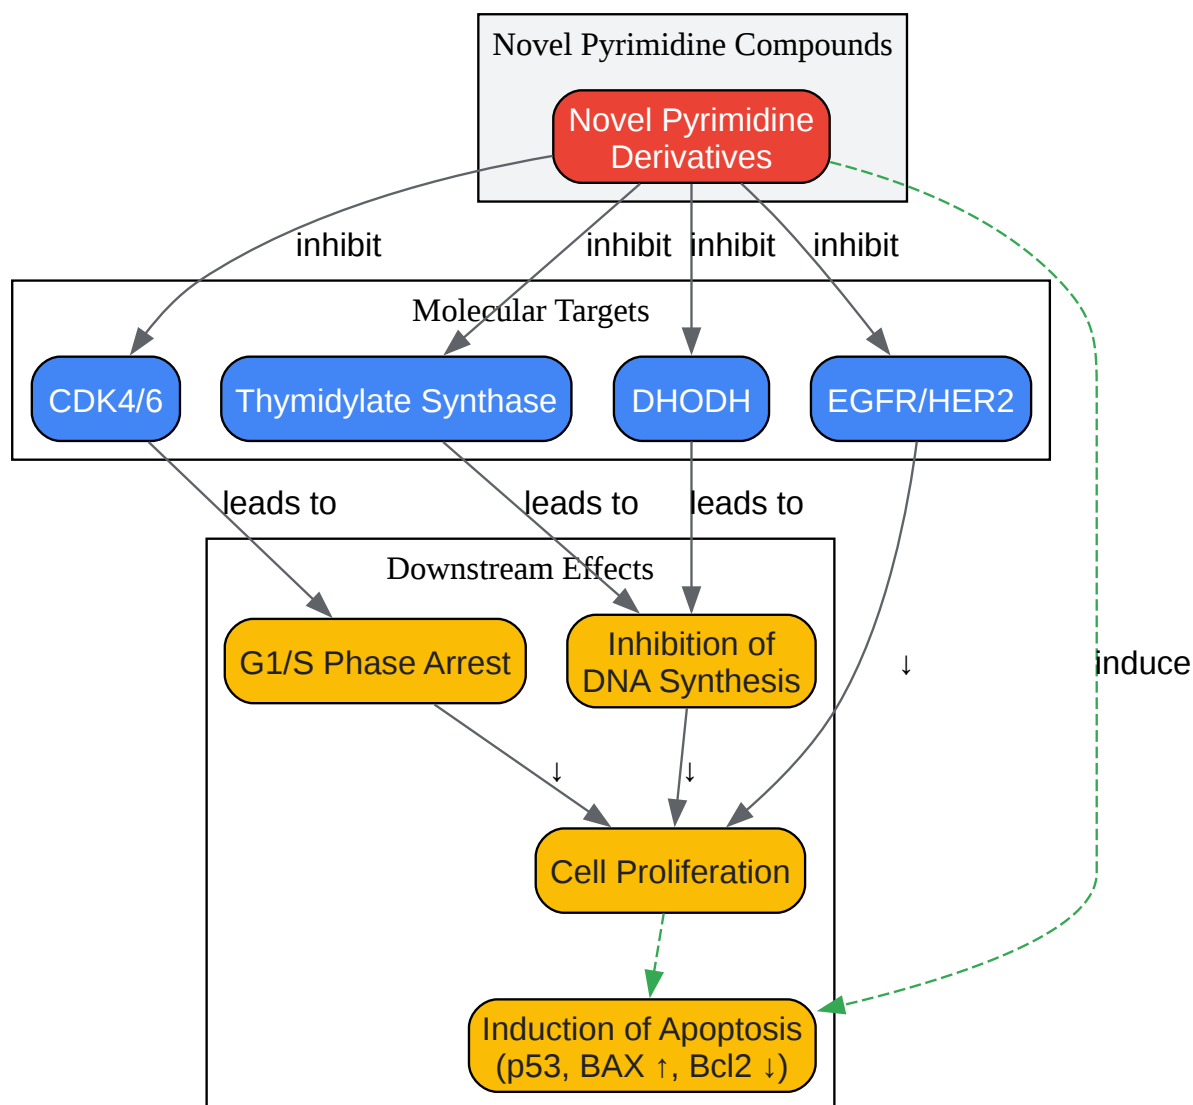 Novel Pyrimidine Compounds
Novel Pyrimidine
Derivatives
inhibit
inhibit
inhibit
inhibit
Molecular Targets
CDK4/6
Thymidylate Synthase
DHODH
EGFR/HER2
leads to
leads to
leads to
Downstream Effects
G1/S Phase Arrest
Inhibition of
DNA Synthesis
↓
induce
↓
↓
Cell Proliferation
Induction of Apoptosis
(p53, BAX ↑, Bcl2 ↓)